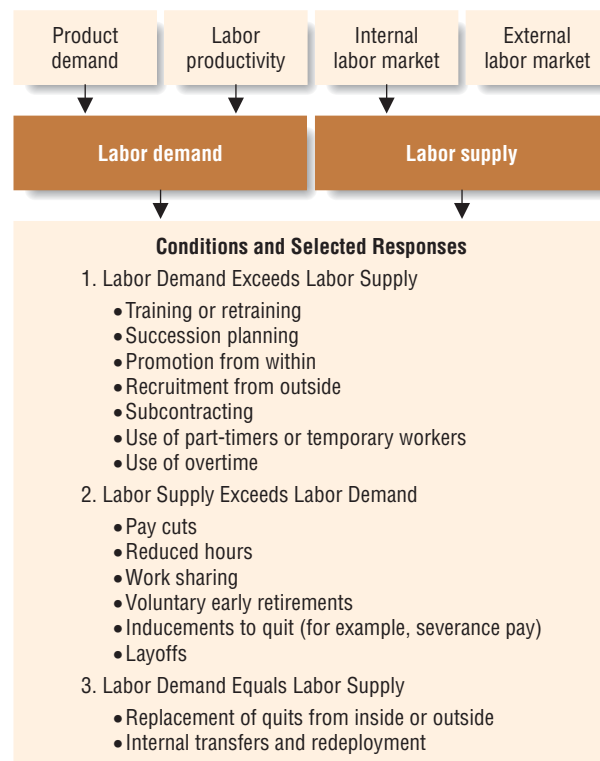 Product
demand
Labor
productivity
Internal
labor market
External
labor market
Labor demand
Labor supply
Conditions and Selected Responses
1. Labor Demand Exceeds Labor Supply
• Training or retraining
• Succession planning
• Promotion from within
• Recruitment from outside
• Subcontracting
• Use of part-timers or temporary workers
• Use of overtime
2. Labor Supply Exceeds Labor Demand
• Pay cuts
• Reduced hours
• Work sharing
• Voluntary early retirements
• Inducements to quit (for example, severance pay)
• Layoffs
3. Labor Demand Equals Labor Supply
• Replacement of quits from inside or outside
• Internal transfers and redeployment